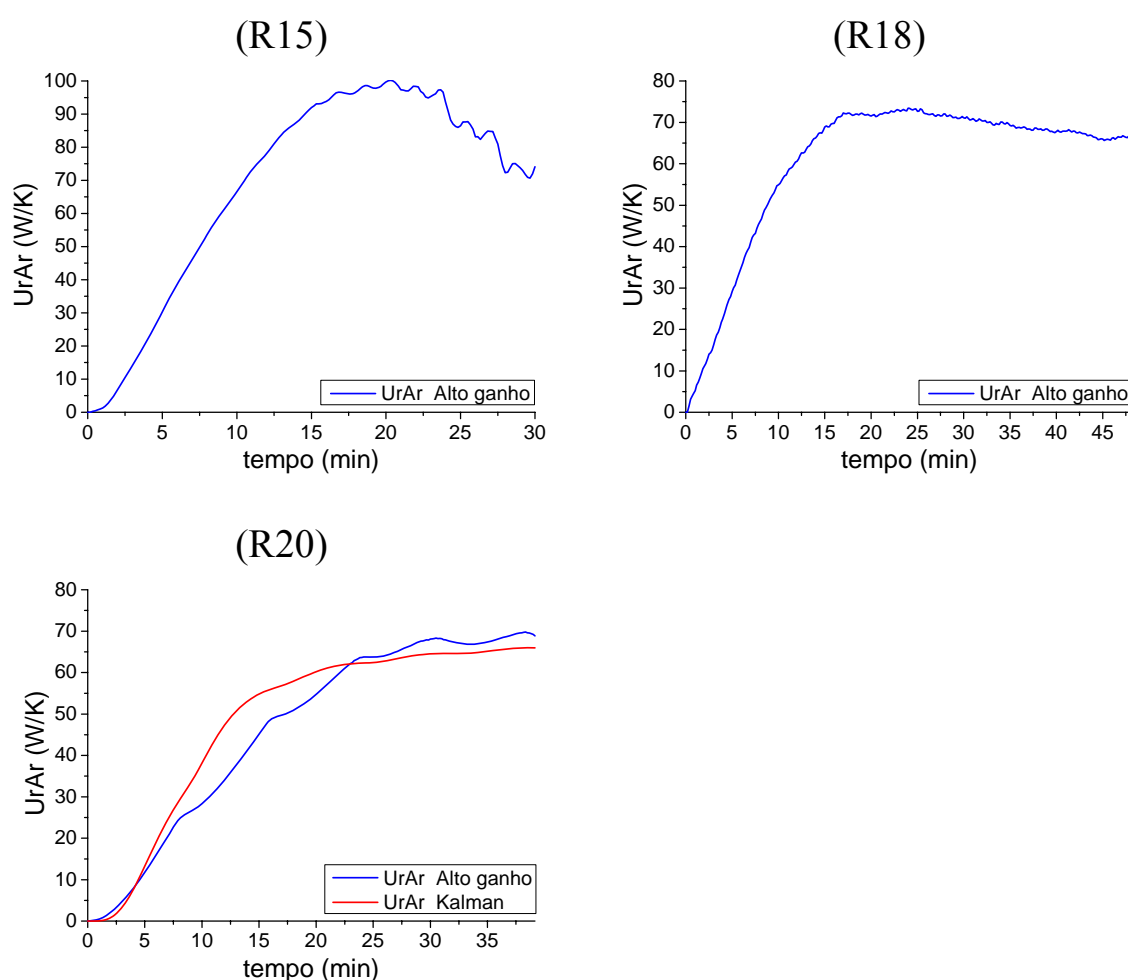 (R15)
100
90
80
70
60
50
40
30
20
10
0
UrAr (W/K)
UrAr Alto ganho
0 5 10 15 20 25 30
tempo (min)
(R18)
80
70
60
50
40
30
20
10
0
UrAr (W/K)
UrAr Alto ganho
0 5 10 15 20 25 30 35 40 45
tempo (min)
(R20)
80
70
60
50
40
30
20
10
0
UrAr (W/K)
UrAr Alto ganho
UrAr Kalman
0 5 10 15 20 25 30 35
tempo (min)